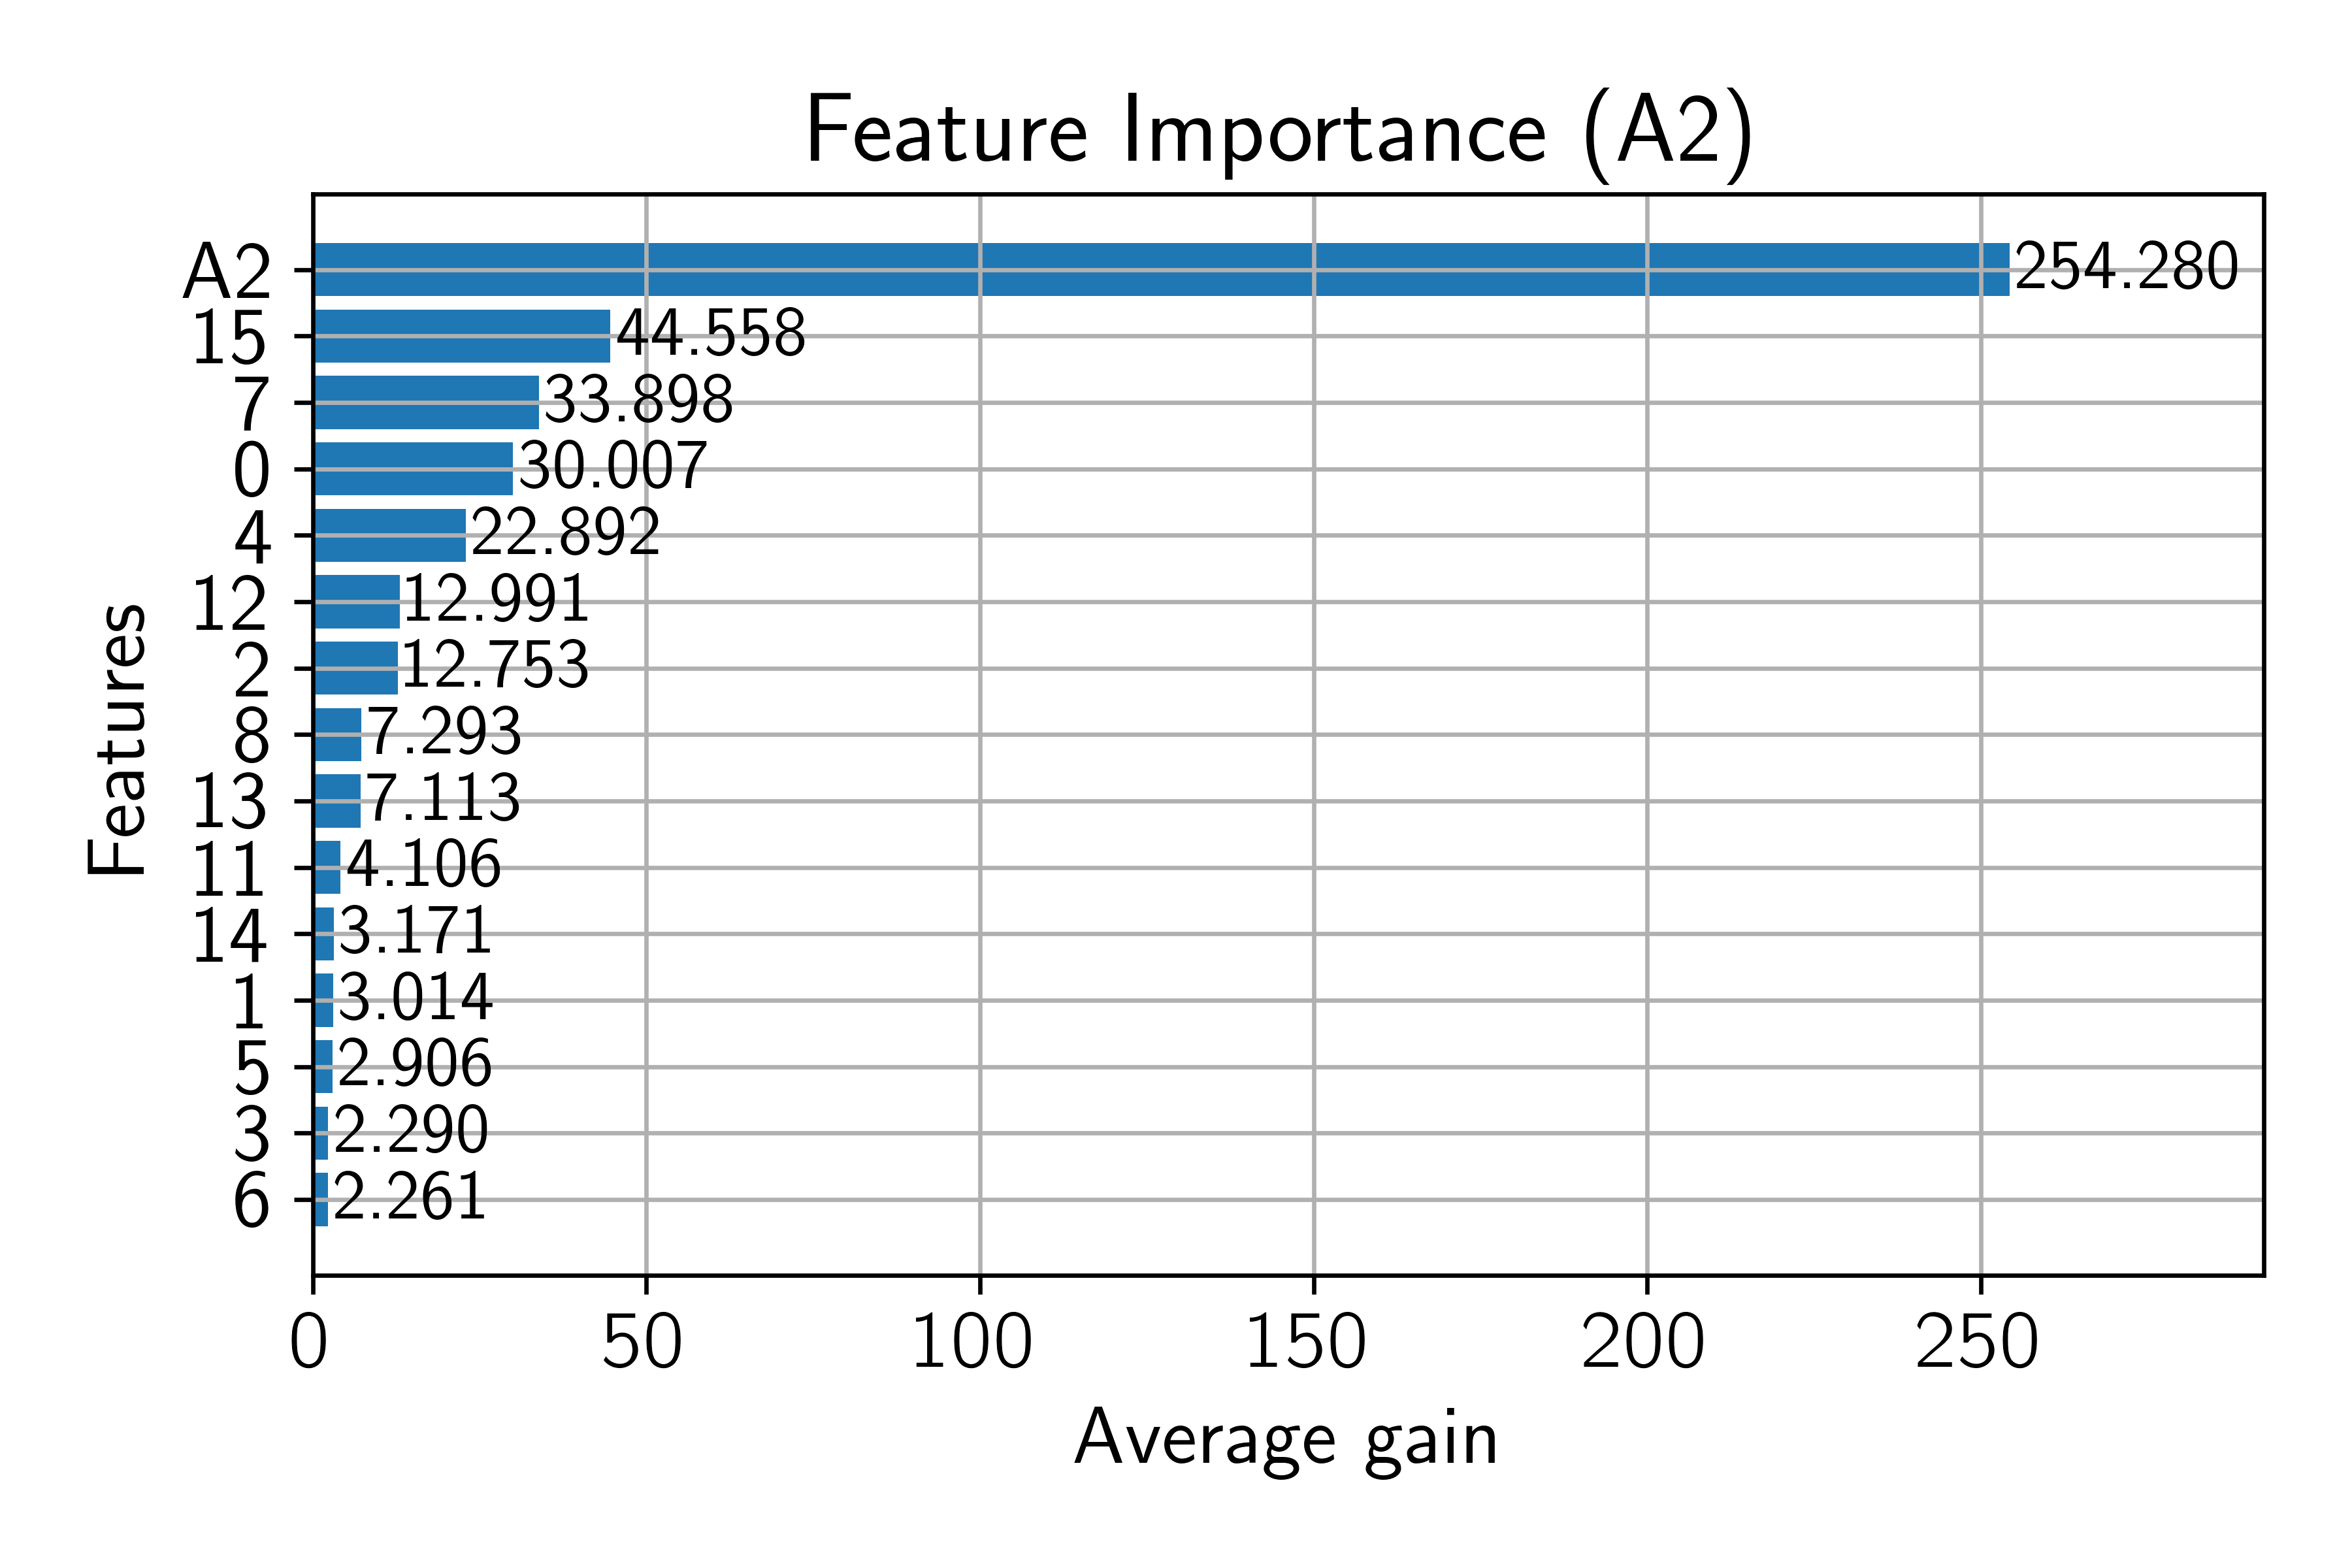 Feature Importance (A2)
A2 254.280
15 44.558
7 33.898
0 30.007
4 22.892
12 12.991
2 12.753
8 7.293
13 7.113
11 4.106
14 3.171
1 3.014
5 2.906
3 2.290
6 2.261
Features
0 50 100 150 200 250
Average gain